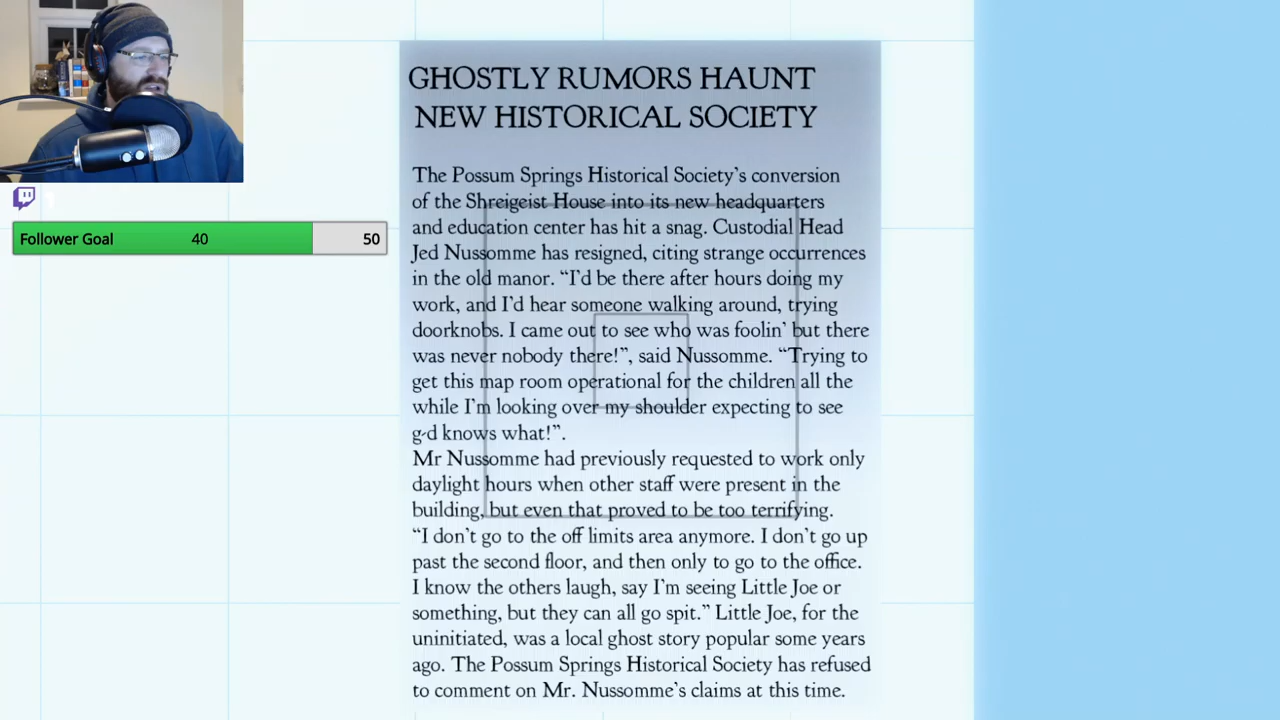 GHOSTLY RUMORS HAUNT
NEW HISTORICAL SOCIETY
The Possum Springs Historical Society's conversion
of the Shreigeist House into its new headquarters
and education center has hit a snag. Custodial Head
Jed Nussomme has resigned, citing strange occurrences
in the old manor. “I'd be there after hours doing my
work, and I'd hear someone walking around, trying
doorknobs. I came out to see who was foolin' but there
was never nobody there!”, said Nussomme. “Trying to
get this map room operational for the children all the
while I'm looking over my shoulder expecting to see
g-d knows what!”.
Mr Nussomme had previously requested to work only
daylight hours when other staff were present in the
building, but even that proved to be too terrifying.
“I don't go to the off limits area anymore. I don't go up
past the second floor, and then only to go to the office.
I know the others laugh, say I'm seeing Little Joe or
something, but they can all go spit.” Little Joe, for the
uninitiated, was a local ghost story popular some years
ago. The Possum Springs Historical Society has refused
to comment on Mr. Nussomme's claims at this time.
Follower Goal 40 50